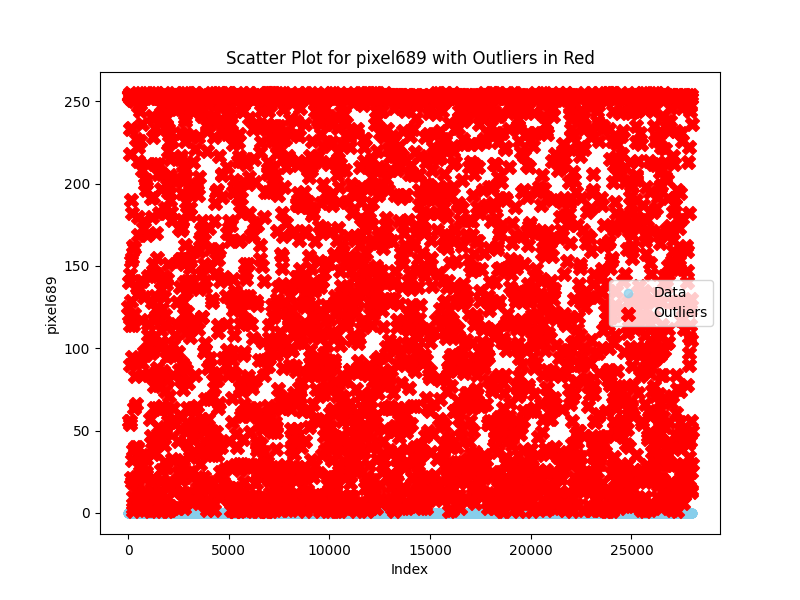 Scatter Plot for pixel689 with Outliers in Red
pixel689
250
200
150
100
50
0
Data
Outliers
0 5000 10000 15000 20000 25000
Index